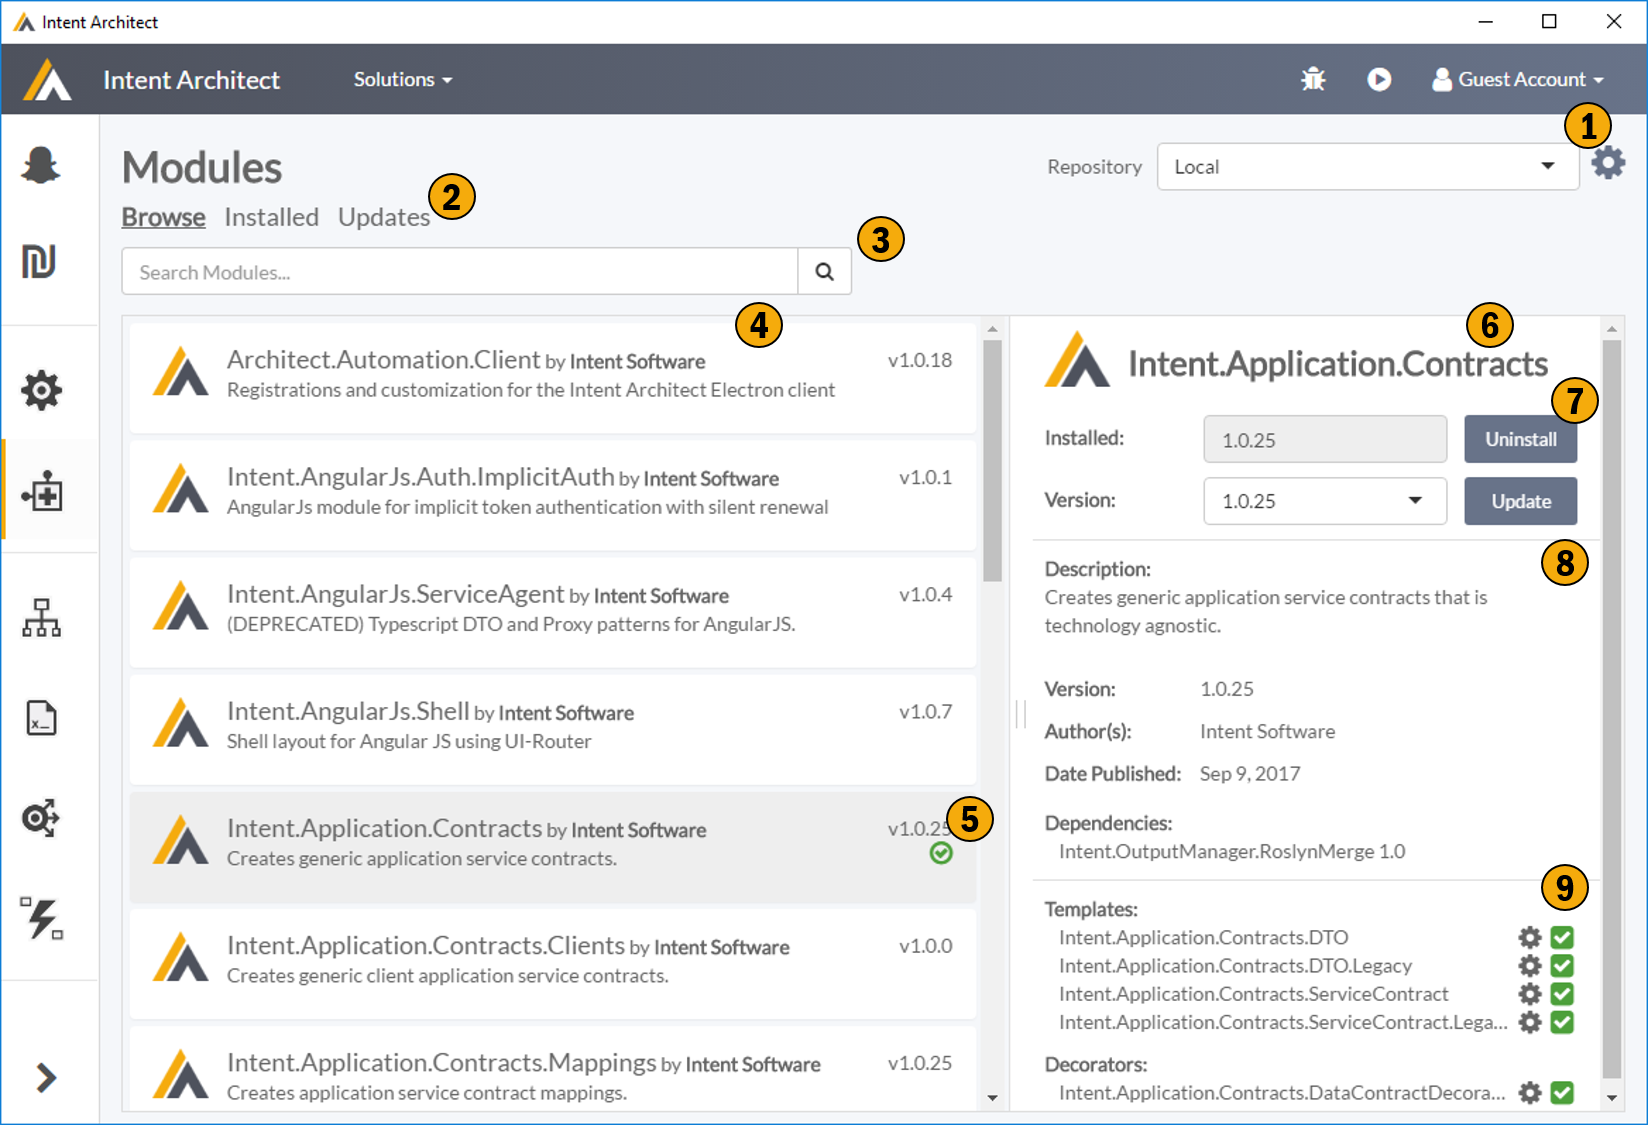 Intent Architect
Intent Architect
Solutions
Guest Account
1
Modules
Repository
Local
2
Browse
Installed
Updates
3
Search Modules...
4
Architect.Automation.Client by Intent Software
v1.0.18
Registrations and customization for the Intent Architect Electron client
Intent.AngularJs.Auth.ImplicitAuth by Intent Software
v1.0.1
AngularJs module for implicit token authentication with silent renewal
Intent.AngularJs.ServiceAgent by Intent Software
v1.0.4
(DEPRECATED) Typescript DTO and Proxy patterns for AngularJS.
Intent.AngularJs.Shell by Intent Software
v1.0.7
Shell layout for Angular JS using UI-Router
5
Intent.Application.Contracts by Intent Software
v1.0.25
Creates generic application service contracts.
Intent.Application.Contracts.Clients by Intent Software
v1.0.0
Creates generic client application service contracts.
Intent.Application.Contracts.Mappings by Intent Software
v1.0.25
Creates application service contract mappings.
6
Intent.Application.Contracts
7
Installed:
1.0.25
Uninstall
Version:
1.0.25
Update
8
Description:
Creates generic application service contracts that is
technology agnostic.
Version:
1.0.25
Author(s):
Intent Software
Date Published:
Sep 9, 2017
Dependencies:
Intent.OutputManager.RoslynMerge 1.0
9
Templates:
Intent.Application.Contracts.DTO
Intent.Application.Contracts.DTO.Legacy
Intent.Application.Contracts.ServiceContract
Intent.Application.Contracts.ServiceContract.Lega...
Decorators:
Intent.Application.Contracts.DataContractDecora...